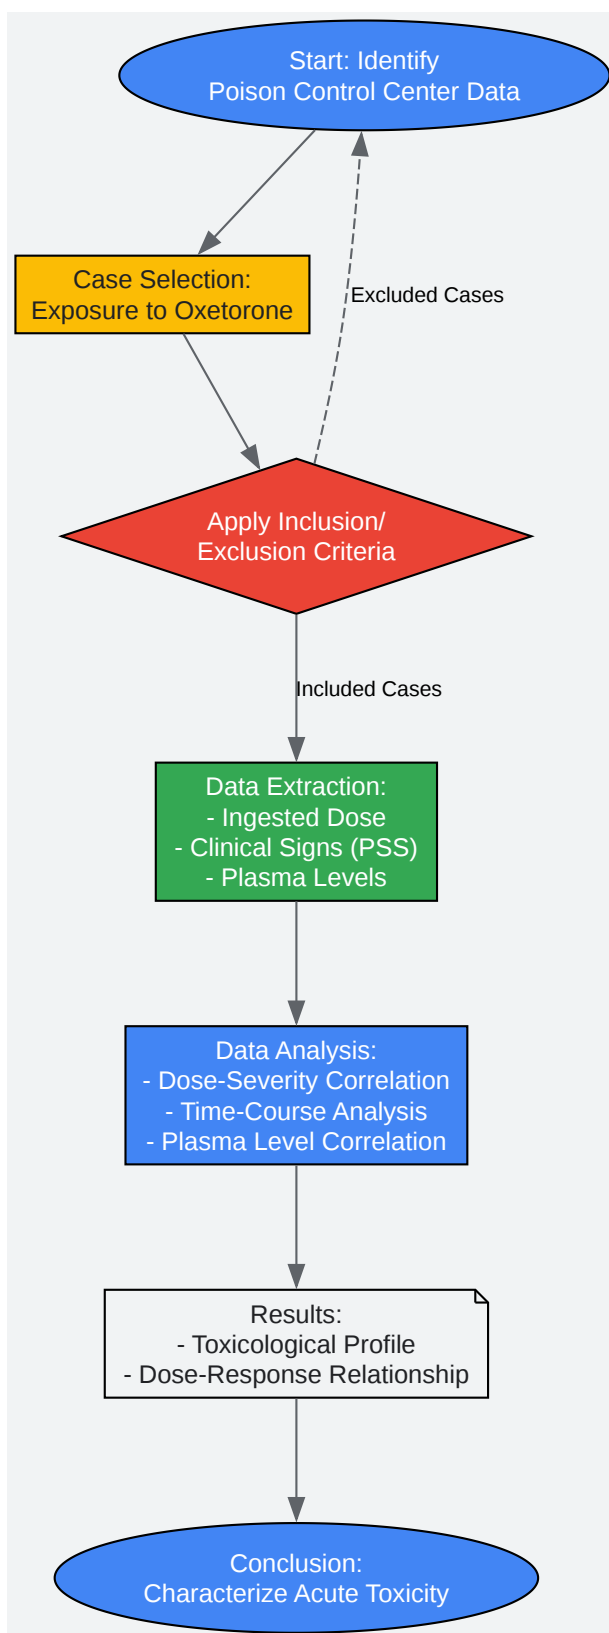 Start: Identify
Poison Control Center Data
Case Selection:
Exposure to Oxetorone
Excluded Cases
Apply Inclusion/
Exclusion Criteria
Included Cases
Data Extraction:
- Ingested Dose
- Clinical Signs (PSS)
- Plasma Levels
Data Analysis:
- Dose-Severity Correlation
- Time-Course Analysis
- Plasma Level Correlation
Results:
- Toxicological Profile
- Dose-Response Relationship
Conclusion:
Characterize Acute Toxicity